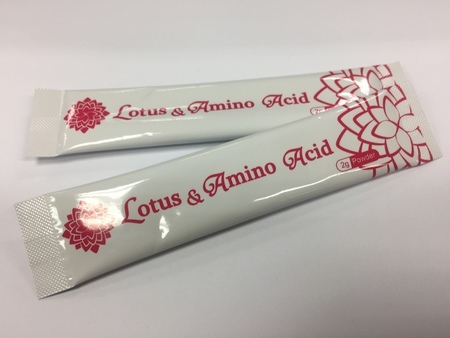 Lotus & Amino Acid
Lotus & Amino Acid
2g Powder